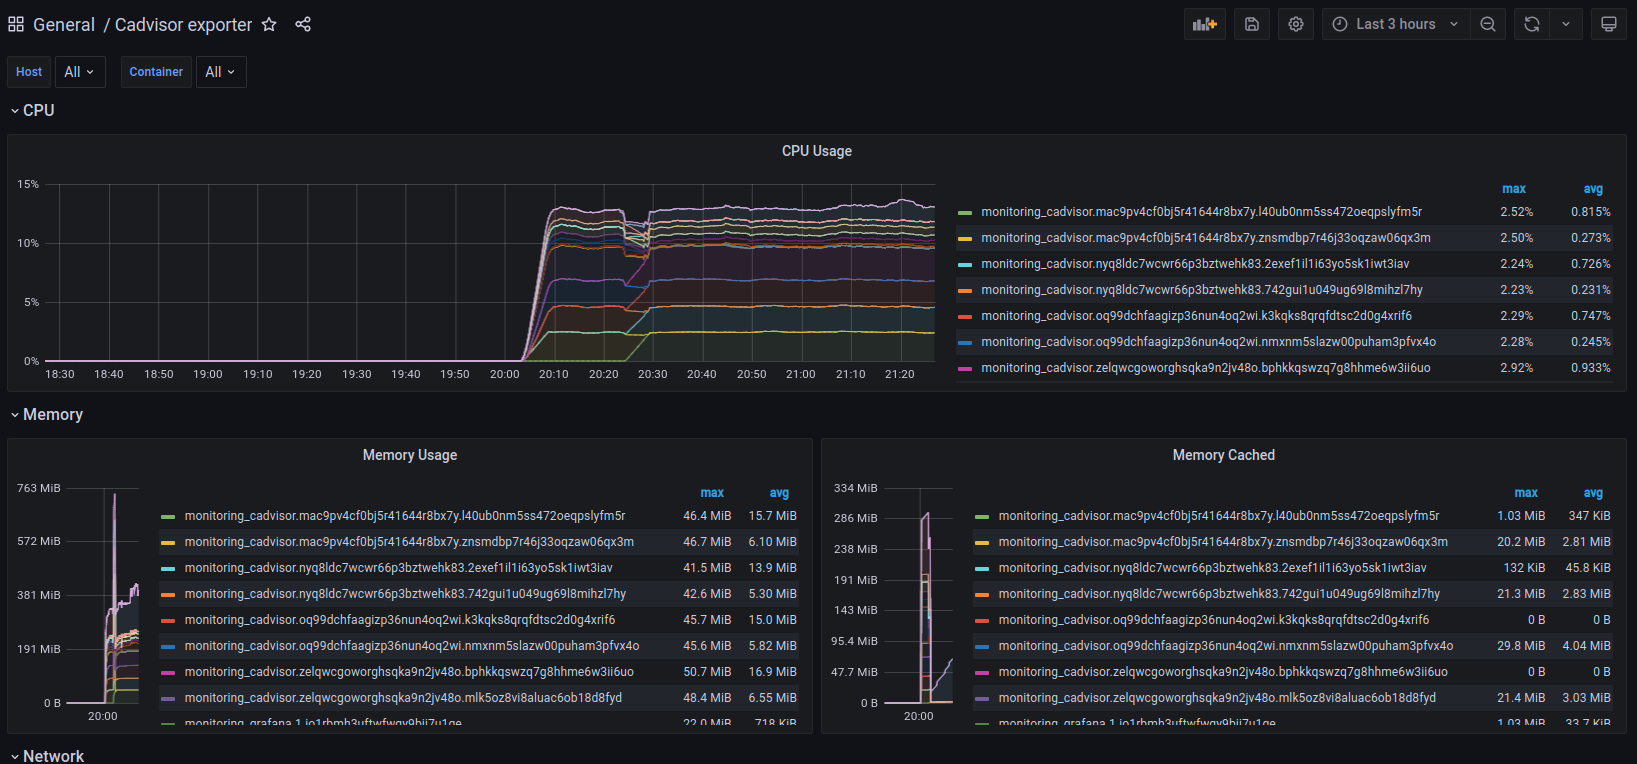 General / Cadvisor exporter
Last 3 hours
Host All Container All
CPU
CPU Usage
15%
10%
5%
0%
18:30 18:40 18:50 19:00 19:10 19:20 19:30 19:40 19:50 20:00 20:10 20:20 20:30 20:40 20:50 21:00 21:10 21:20
max avg
monitoring_cadvisor.mac9pv4cf0bj5r41644r8bx7y.l40ub0nm5ss472oeqpslyfm5r 2.52% 0.815%
monitoring_cadvisor.mac9pv4cf0bj5r41644r8bx7y.znsmdbp7r46j33oqzaw06qx3m 2.50% 0.273%
monitoring_cadvisor.nyq8ldc7wcwr66p3bztwehk83.2exef1il1i63yo5sk1iwt3iav 2.24% 0.726%
monitoring_cadvisor.nyq8ldc7wcwr66p3bztwehk83.742gui1u049ug69l8mihzl7hy 2.23% 0.231%
monitoring_cadvisor.oq99dchfaagizp36nun4oq2wi.k3kqks8qrqfdtsc2d0g4xrif6 2.29% 0.747%
monitoring_cadvisor.oq99dchfaagizp36nun4oq2wi.nmxnm5slazw00puham3pfvx4o 2.28% 0.245%
monitoring_cadvisor.zelqwcgoworghsqka9n2jv48o.bphkkqswzq7g8hhme6w3ii6uo 2.92% 0.933%
Memory
Memory Usage
763 MiB
572 MiB
381 MiB
191 MiB
0 B
20:00
max avg
monitoring_cadvisor.mac9pv4cf0bj5r41644r8bx7y.l40ub0nm5ss472oeqpslyfm5r 46.4 MiB 15.7 MiB
monitoring_cadvisor.mac9pv4cf0bj5r41644r8bx7y.znsmdbp7r46j33oqzaw06qx3m 46.7 MiB 6.10 MiB
monitoring_cadvisor.nyq8ldc7wcwr66p3bztwehk83.2exef1il1i63yo5sk1iwt3iav 41.5 MiB 13.9 MiB
monitoring_cadvisor.nyq8ldc7wcwr66p3bztwehk83.742gui1u049ug69l8mihzl7hy 42.6 MiB 5.30 MiB
monitoring_cadvisor.oq99dchfaagizp36nun4oq2wi.k3kqks8qrqfdtsc2d0g4xrif6 45.7 MiB 15.0 MiB
monitoring_cadvisor.oq99dchfaagizp36nun4oq2wi.nmxnm5slazw00puham3pfvx4o 45.6 MiB 5.82 MiB
monitoring_cadvisor.zelqwcgoworghsqka9n2jv48o.bphkkqswzq7g8hhme6w3ii6uo 50.7 MiB 16.9 MiB
monitoring_cadvisor.zelqwcgoworghsqka9n2jv48o.mlk5oz8vi8aluac6ob18d8fyd 48.4 MiB 6.55 MiB
22.0 MiB 718 KiB
Memory Cached
334 MiB
286 MiB
238 MiB
191 MiB
143 MiB
95.4 MiB
47.7 MiB
0 B
20:00
max avg
monitoring_cadvisor.mac9pv4cf0bj5r41644r8bx7y.l40ub0nm5ss472oeqpslyfm5r 1.03 MiB 347 KiB
monitoring_cadvisor.mac9pv4cf0bj5r41644r8bx7y.znsmdbp7r46j33oqzaw06qx3m 20.2 MiB 2.81 MiB
monitoring_cadvisor.nyq8ldc7wcwr66p3bztwehk83.2exef1il1i63yo5sk1iwt3iav 132 KiB 45.8 KiB
monitoring_cadvisor.nyq8ldc7wcwr66p3bztwehk83.742gui1u049ug69l8mihzl7hy 21.3 MiB 2.83 MiB
monitoring_cadvisor.oq99dchfaagizp36nun4oq2wi.k3kqks8qrqfdtsc2d0g4xrif6 0 B 0 B
monitoring_cadvisor.oq99dchfaagizp36nun4oq2wi.nmxnm5slazw00puham3pfvx4o 29.8 MiB 4.04 MiB
monitoring_cadvisor.zelqwcgoworghsqka9n2jv48o.bphkkqswzq7g8hhme6w3ii6uo 0 B 0 B
monitoring_cadvisor.zelqwcgoworghsqka9n2jv48o.mlk5oz8vi8aluac6ob18d8fyd 21.4 MiB 3.03 MiB
1.03 MiB 33.7 KiB
Network